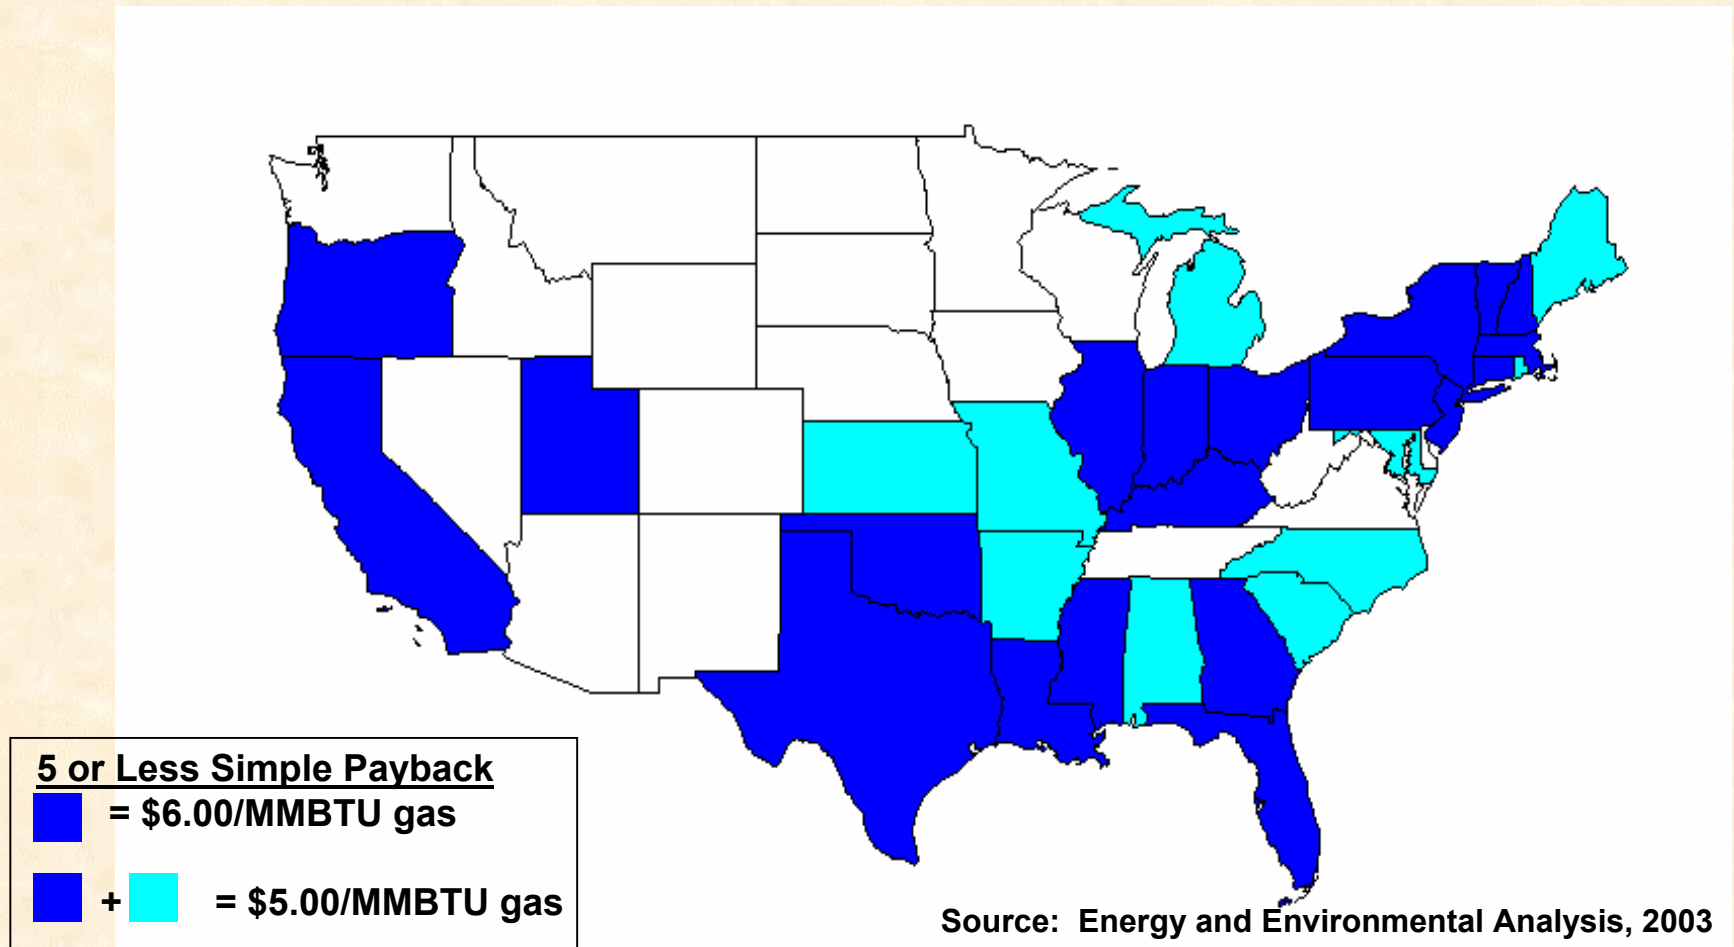 5 or Less Simple Payback
= $6.00/MMBTU gas
+ = $5.00/MMBTU gas
Source: Energy and Environmental Analysis, 2003